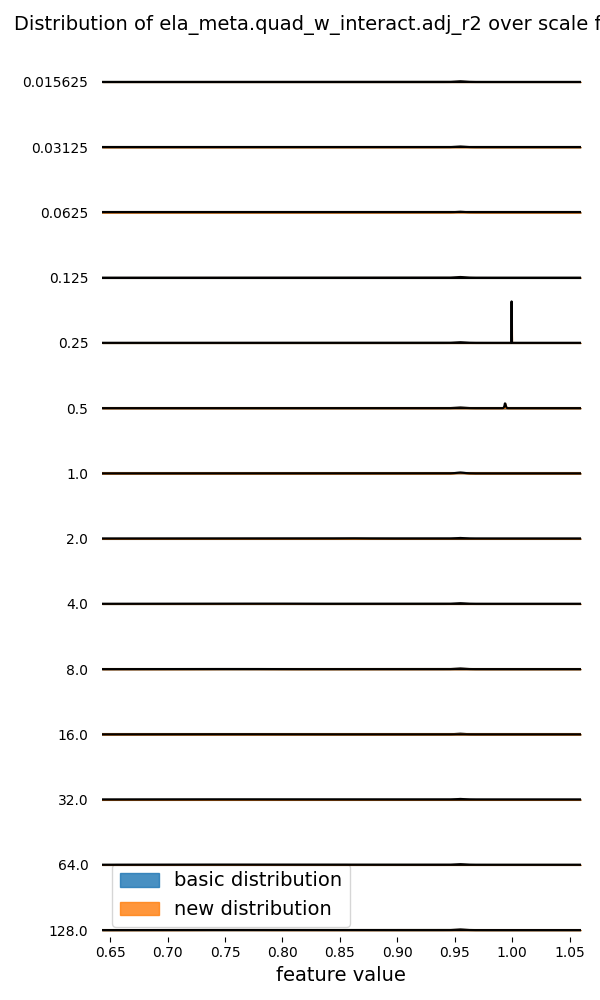 Distribution of ela_meta.quad_w_interact.adj_r2 over scale f
0.015625
0.03125
0.0625
0.125
0.25
0.5
1.0
2.0
4.0
8.0
16.0
32.0
64.0
basic distribution
new distribution
128.0
0.65 0.70 0.75 0.80 0.85 0.90 0.95 1.00 1.05
feature value